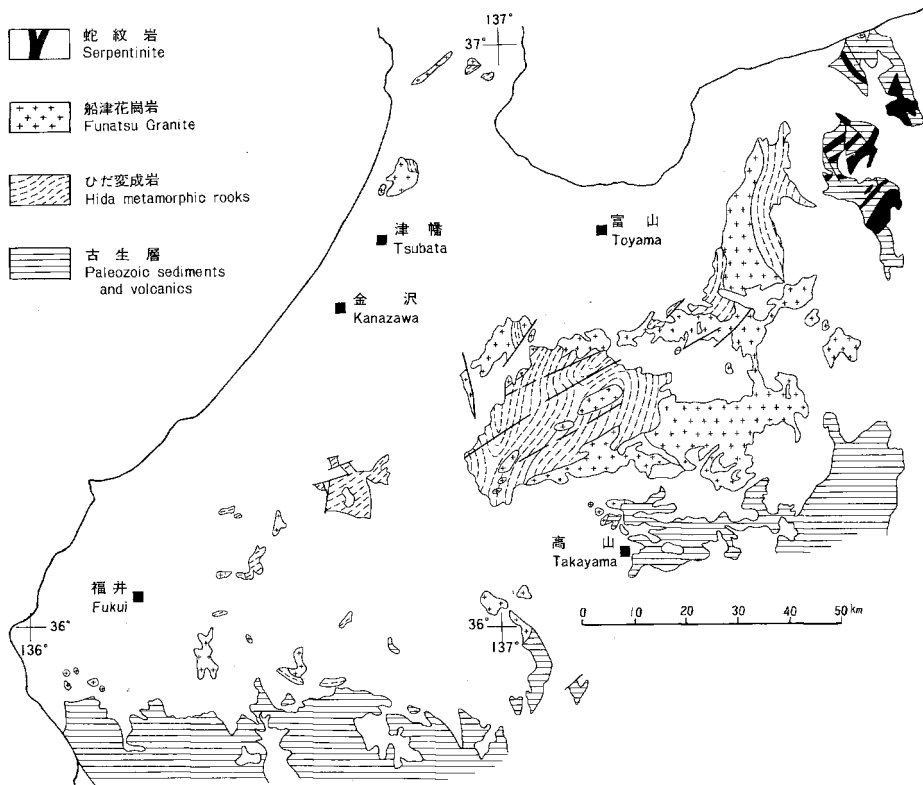 蛇紋岩
Serpentinite
船津花崗岩
Funatsu Granite
ひだ変成岩
Hida metamorphic rooks
古生層
Paleozoic sediments
and volcanics
137°
37°
津幡
Tsubata
富山
Toyama
金沢
Kanazawa
高山
Takayama
福井
Fukui
36°
136°
36°
137°
0 10 20 30 40 50 km